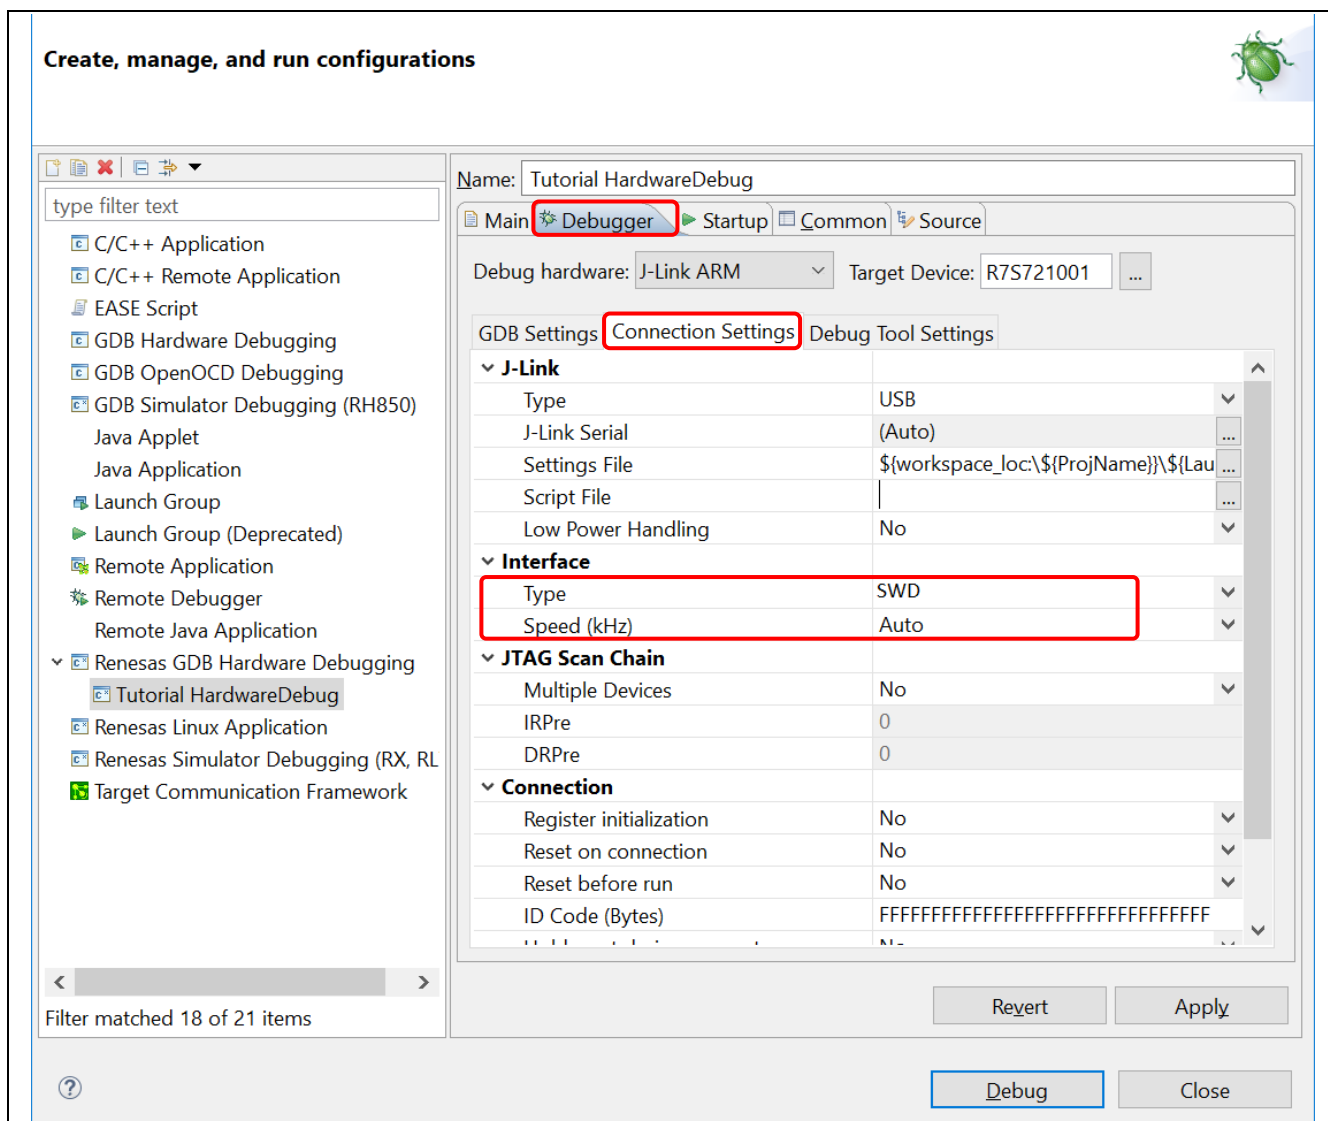 Create, manage, and run configurations
type filter text
C/C++ Application
C/C++ Remote Application
EASE Script
GDB Hardware Debugging
GDB OpenOCD Debugging
GDB Simulator Debugging (RH850)
Java Applet
Java Application
Launch Group
Launch Group (Deprecated)
Remote Application
Remote Debugger
Remote Java Application
Renesas GDB Hardware Debugging
Tutorial HardwareDebug
Renesas Linux Application
Renesas Simulator Debugging (RX, RL
Target Communication Framework
Filter matched 18 of 21 items
Name: Tutorial HardwareDebug
Main Debugger Startup Common Source
Debug hardware: J-Link ARM Target Device: R7S721001 ...
GDB Settings Connection Settings Debug Tool Settings
J-Link
Type USB
J-Link Serial (Auto) ...
Settings File ${workspace_loc:\${ProjName}}\${Lau ...
Script File ...
Low Power Handling No
Interface
Type SWD
Speed (kHz) Auto
JTAG Scan Chain
Multiple Devices No
IRPre 0
DRPre 0
Connection
Register initialization No
Reset on connection No
Reset before run No
ID Code (Bytes) FFFFFFFFFFFFFFFFFFFFFFFFFFFFFFFF
Revert Apply
Debug Close